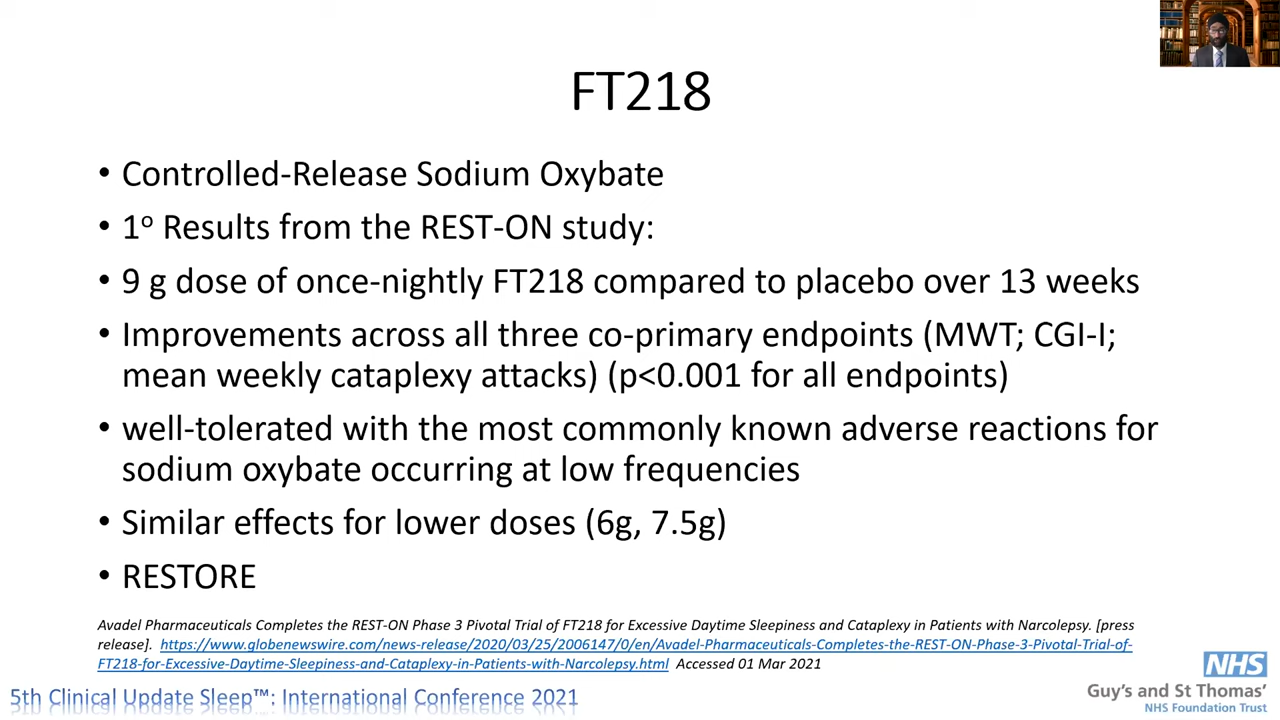 FT218
• Controlled-Release Sodium Oxybate
• 1º Results from the REST-ON study:
• 9 g dose of once-nightly FT218 compared to placebo over 13 weeks
• Improvements across all three co-primary endpoints (MWT; CGI-I;
mean weekly cataplexy attacks) (p<0.001 for all endpoints)
• well-tolerated with the most commonly known adverse reactions for
sodium oxybate occurring at low frequencies
• Similar effects for lower doses (6g, 7.5g)
• RESTORE
Avadel Pharmaceuticals Completes the REST-ON Phase 3 Pivotal Trial of FT218 for Excessive Daytime Sleepiness and Cataplexy in Patients with Narcolepsy. [press
release]. https://www.globenewswire.com/news-release/2020/03/25/2006147/0/en/Avadel-Pharmaceuticals-Completes-the-REST-ON-Phase-3-Pivotal-Trial-of-
FT218-for-Excessive-Daytime-Sleepiness-and-Cataplexy-in-Patients-with-Narcolepsy.html Accessed 01 Mar 2021
5th Clinical Update Sleep™: International Conference 2021
NHS
Guy's and St Thomas'
NHS Foundation Trust